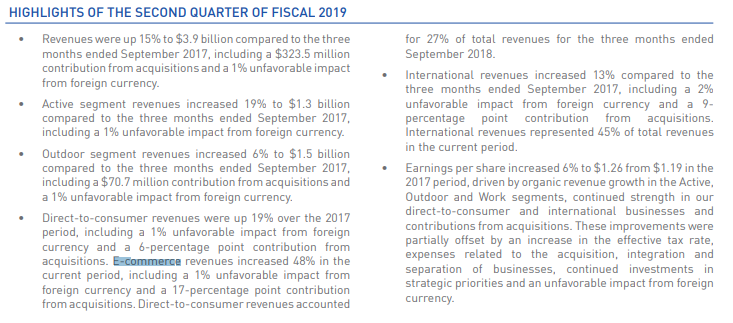 HIGHLIGHTS OF THE SECOND QUARTER OF FISCAL 2019
• Revenues were up 15% to $3.9 billion compared to the three
months ended September 2017, including a $323.5 million
contribution from acquisitions and a 1% unfavorable impact
from foreign currency.
• Active segment revenues increased 19% to $1.3 billion
compared to the three months ended September 2017,
including a 1% unfavorable impact from foreign currency.
• Outdoor segment revenues increased 6% to $1.5 billion
compared to the three months ended September 2017,
including a $70.7 million contribution from acquisitions and
a 1% unfavorable impact from foreign currency.
• Direct-to-consumer revenues were up 19% over the 2017
period, including a 1% unfavorable impact from foreign
currency and a 6-percentage point contribution from
acquisitions. E-commerce revenues increased 48% in the
current period, including a 1% unfavorable impact from
foreign currency and a 17-percentage point contribution
from acquisitions. Direct-to-consumer revenues accounted
for 27% of total revenues for the three months ended
September 2018.
• International revenues increased 13% compared to the
three months ended September 2017, including a 2%
unfavorable impact from foreign currency and a 9-
percentage point contribution from acquisitions.
International revenues represented 45% of total revenues
in the current period.
• Earnings per share increased 6% to $1.26 from $1.19 in the
2017 period, driven by organic revenue growth in the Active,
Outdoor and Work segments, continued strength in our
direct-to-consumer and international businesses and
contributions from acquisitions. These improvements were
partially offset by an increase in the effective tax rate,
expenses related to the acquisition, integration and
separation of businesses, continued investments in
strategic priorities and an unfavorable impact from foreign
currency.